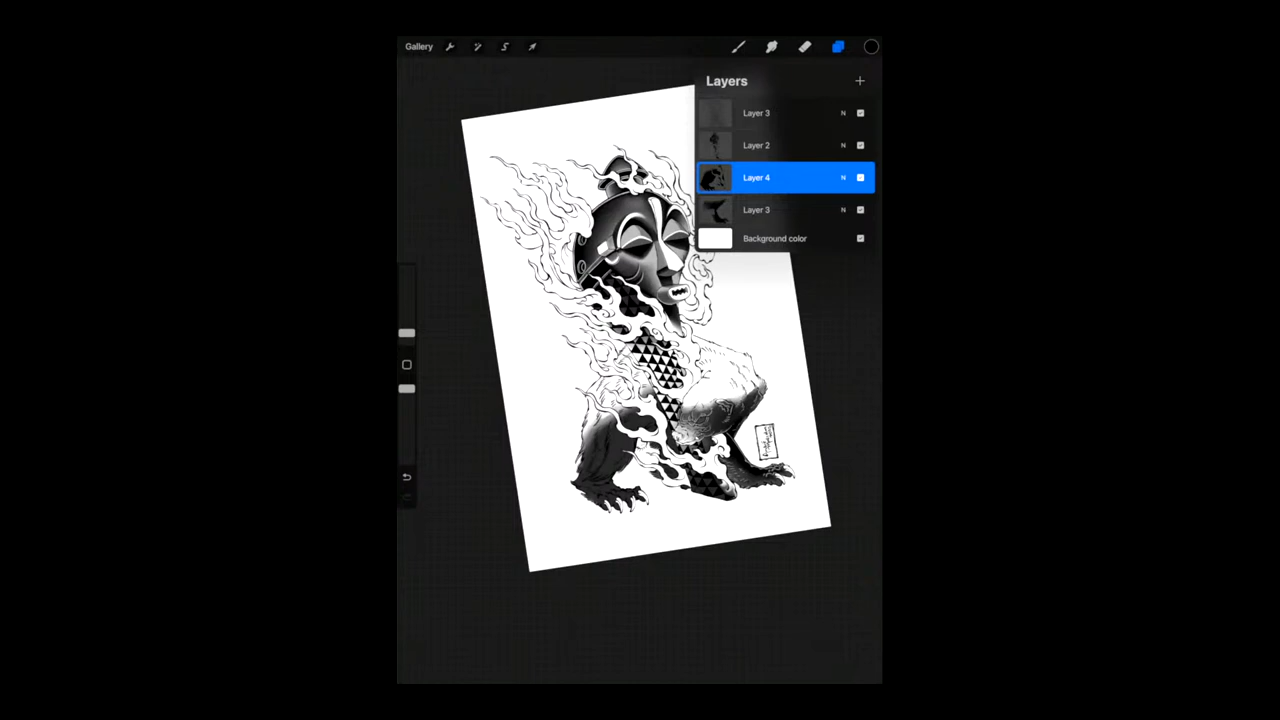 Gallery
Layers
Layer 3 N
Layer 2 N
Layer 4 N
Layer 3 N
Background color